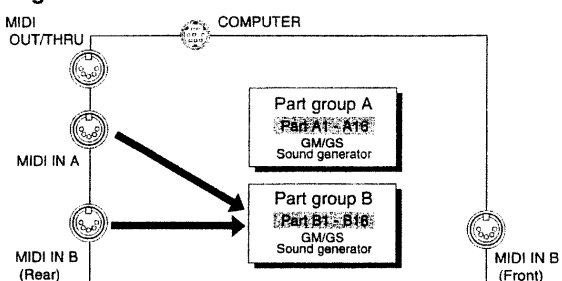 MIDI
OUT/THRU
COMPUTER
Part group A
Part A1 - A16
GM/GS
Sound generator
MIDI IN A
Part group B
Part B1 - B16
GM/GS
Sound generator
MIDI IN B
(Rear)
MIDI IN B
(Front)